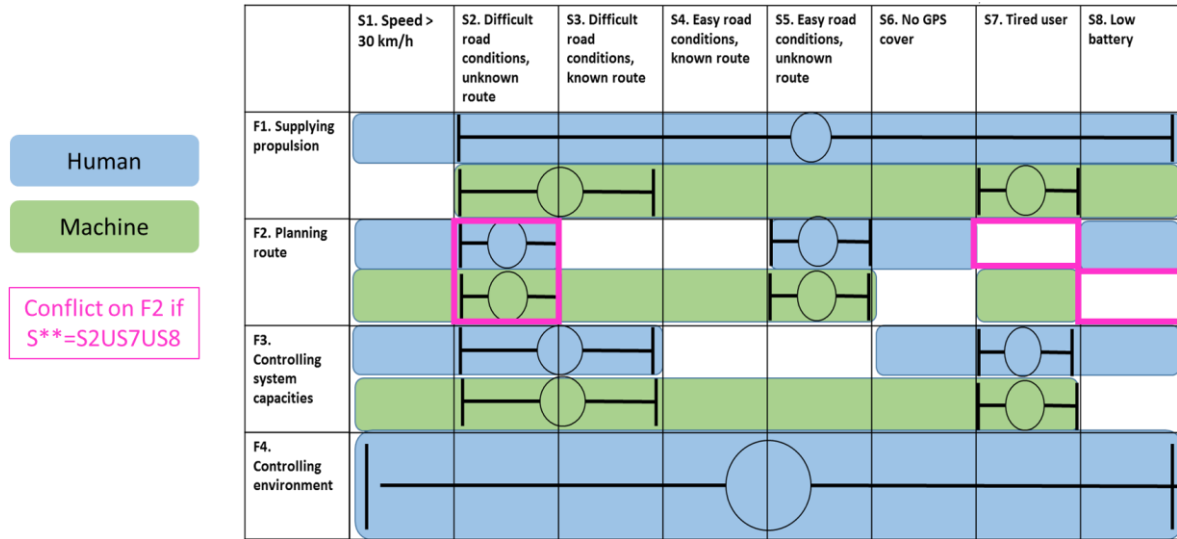 S1. Speed >
30 km/h
S2. Difficult
road
conditions,
unknown
route
S3. Difficult
road
conditions,
known route
S4. Easy road
conditions,
known route
S5. Easy road
conditions,
unknown
route
S6. No GPS
cover
S7. Tired user
S8. Low
battery
Human
Machine
Conflict on F2 if
S**=S2US7US8
F1. Supplying
propulsion
F2. Planning
route
F3.
Controlling
system
capacities
F4.
Controlling
environment